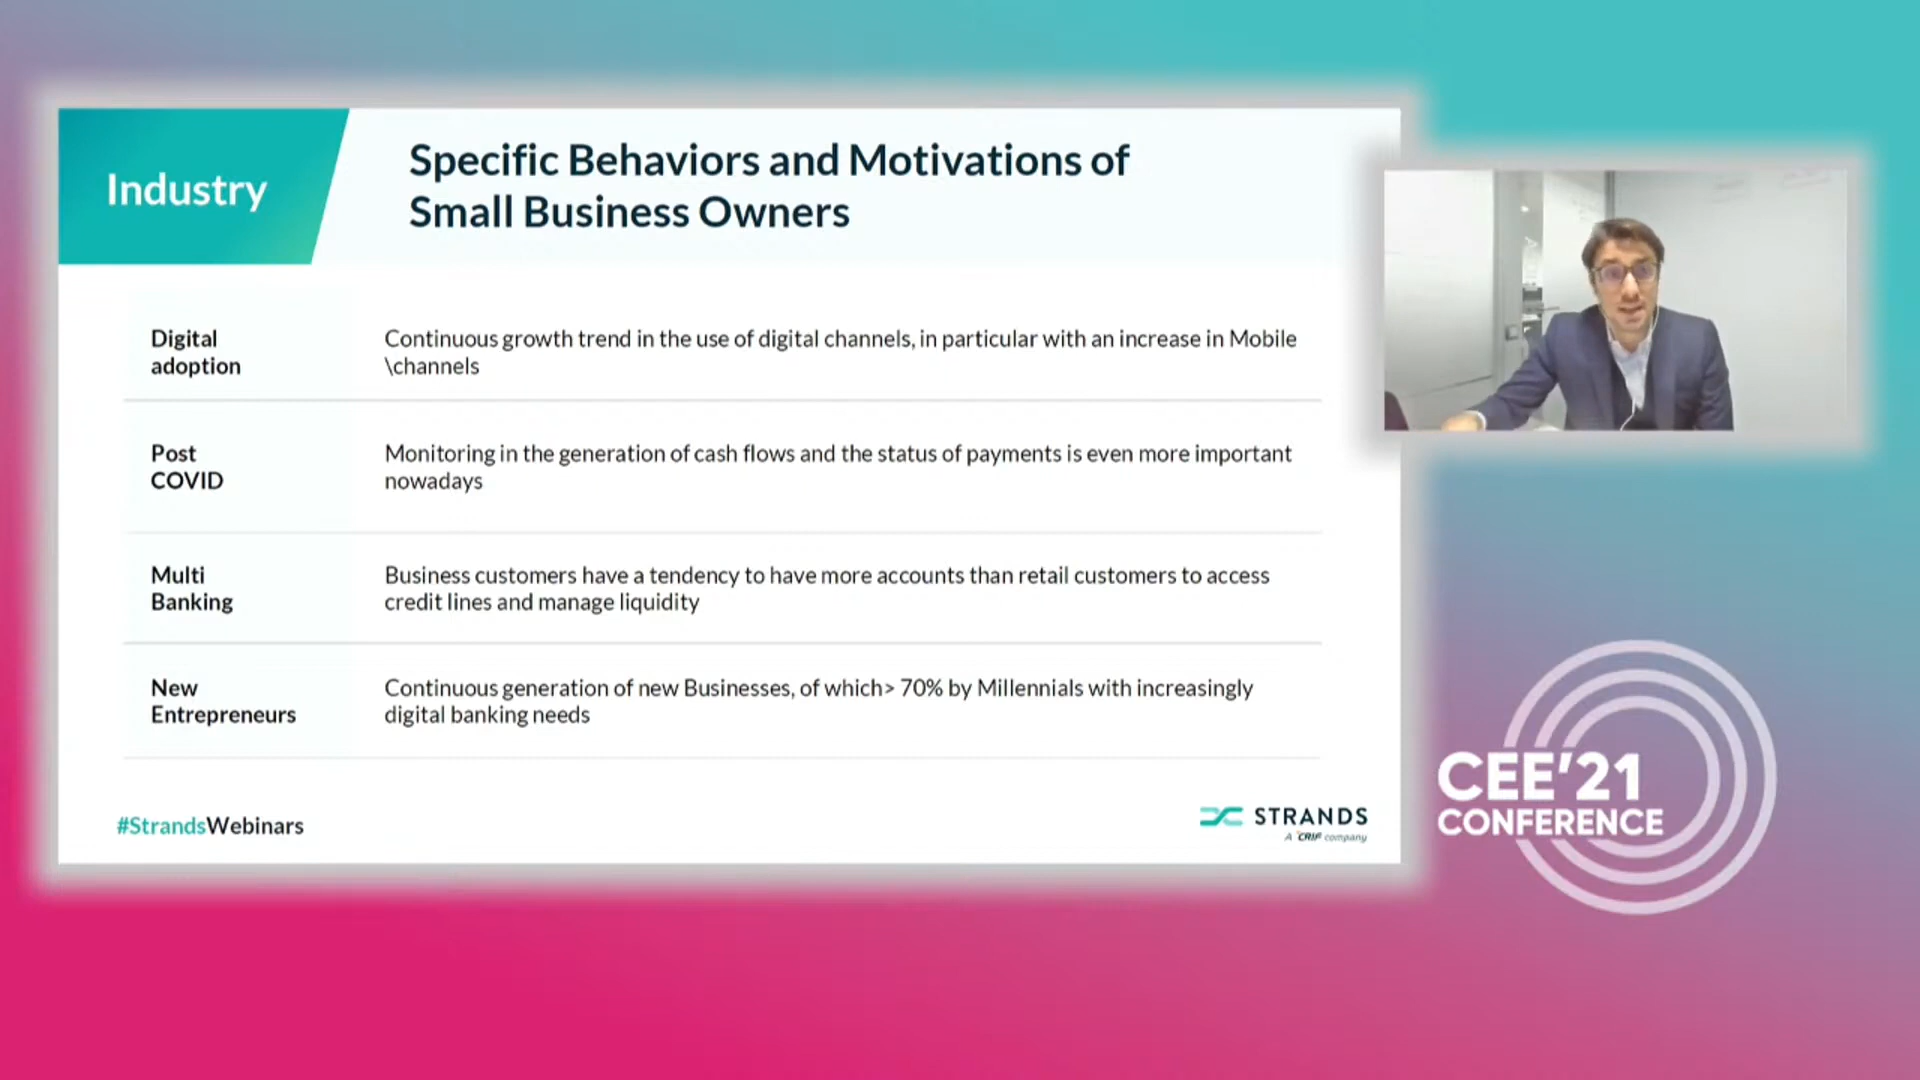 Industry
Specific Behaviors and Motivations of
Small Business Owners
Digital
adoption
Continuous growth trend in the use of digital channels, in particular with an increase in Mobile
\channels
Post
COVID
Monitoring in the generation of cash flows and the status of payments is even more important
nowadays
Multi
Banking
Business customers have a tendency to have more accounts than retail customers to access
credit lines and manage liquidity
New
Entrepreneurs
Continuous generation of new Businesses, of which> 70% by Millennials with increasingly
digital banking needs
#StrandsWebinars
STRANDS
A CRIF company
CEE'21
CONFERENCE